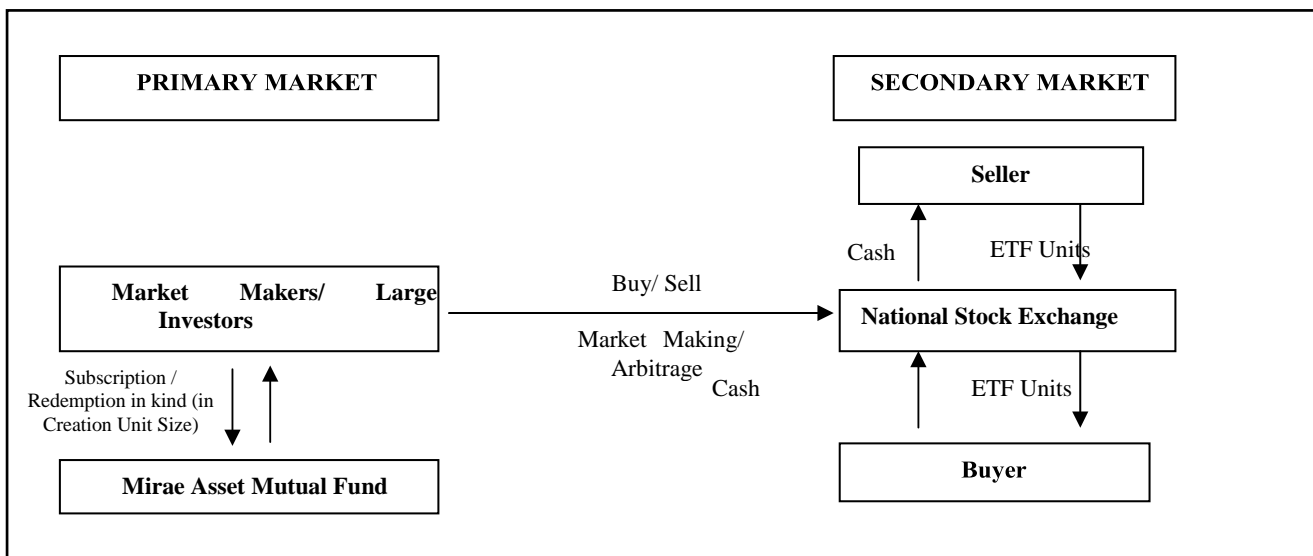 PRIMARY MARKET
SECONDARY MARKET
Seller
Cash
ETF Units
Market Makers/ Large
Investors
Buy/ Sell
National Stock Exchange
Market Making/
Arbitrage
Cash
Subscription /
Redemption in kind (in
Creation Unit Size)
ETF Units
Mirae Asset Mutual Fund
Buyer